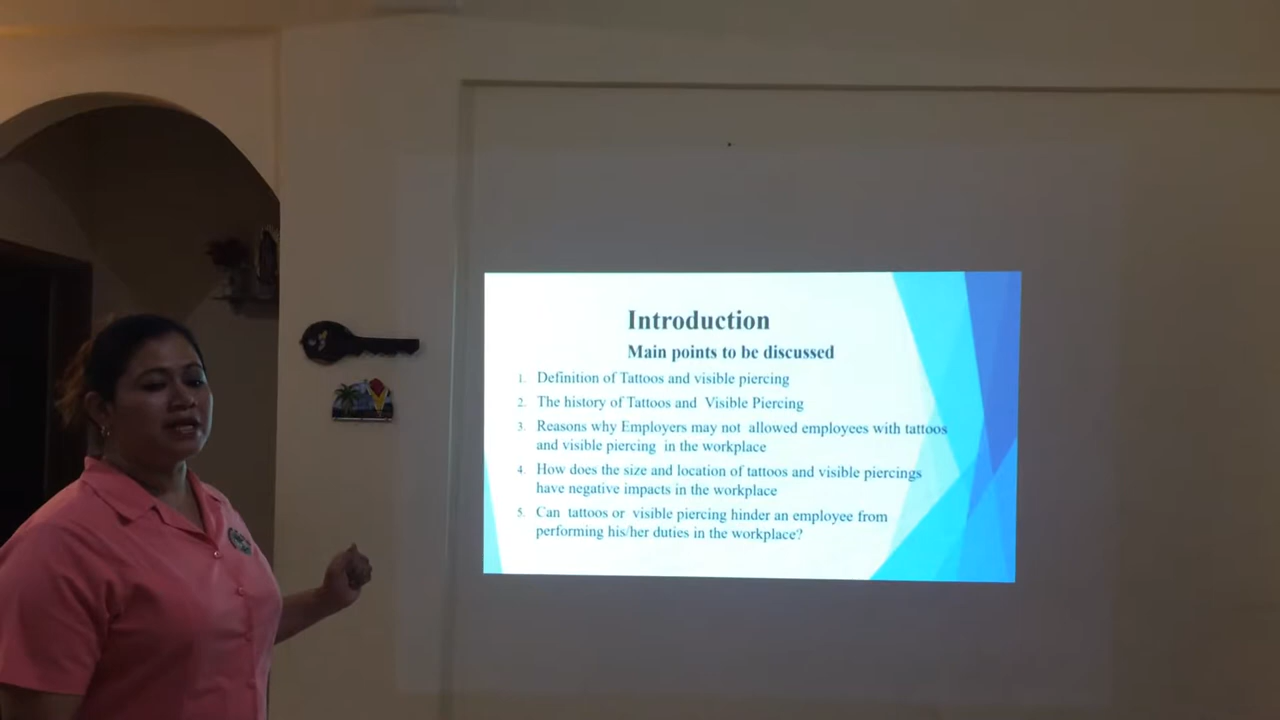 Introduction
Main points to be discussed
1. Definition of Tattoos and visible piercing
2. The history of Tattoos and Visible Piercing
3. Reasons why Employers may not allowed employees with tattoos
and visible piercing in the workplace
4. How does the size and location of tattoos and visible piercings
have negative impacts in the workplace
5. Can tattoos or visible piercing hinder an employee from
performing his/her duties in the workplace?